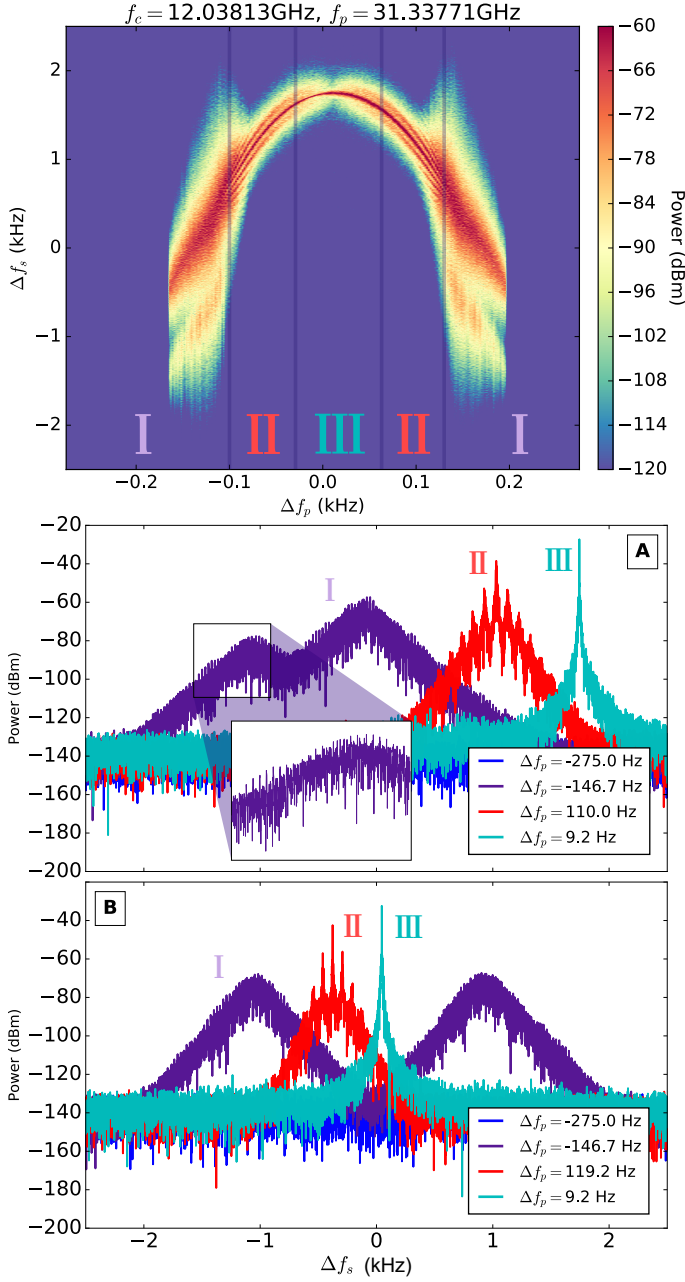 f_c = 12.03813GHz, f_p = 31.33771GHz
2
1
0
−1
−2
Δf_s (kHz)
I II III II I
−0.2 −0.1 0.0 0.1 0.2
Δf_p (kHz)
−60
−66
−72
−78
−84
−90
−96
−102
−108
−114
−120
Power (dBm)
−20
−40
−60
−80
−100
−120
−140
−160
−180
−200
Power (dBm)
A
I II III
−2 −1 0 1 2
Δf_p = -275.0 Hz
Δf_p = -146.7 Hz
Δf_p = 110.0 Hz
Δf_p = 9.2 Hz
−40
−60
−80
−100
−120
−140
−160
−180
−200
Power (dBm)
B
I II III
Δf_p = -275.0 Hz
Δf_p = -146.7 Hz
Δf_p = 119.2 Hz
Δf_p = 9.2 Hz
−2 −1 0 1 2
Δf_s (kHz)